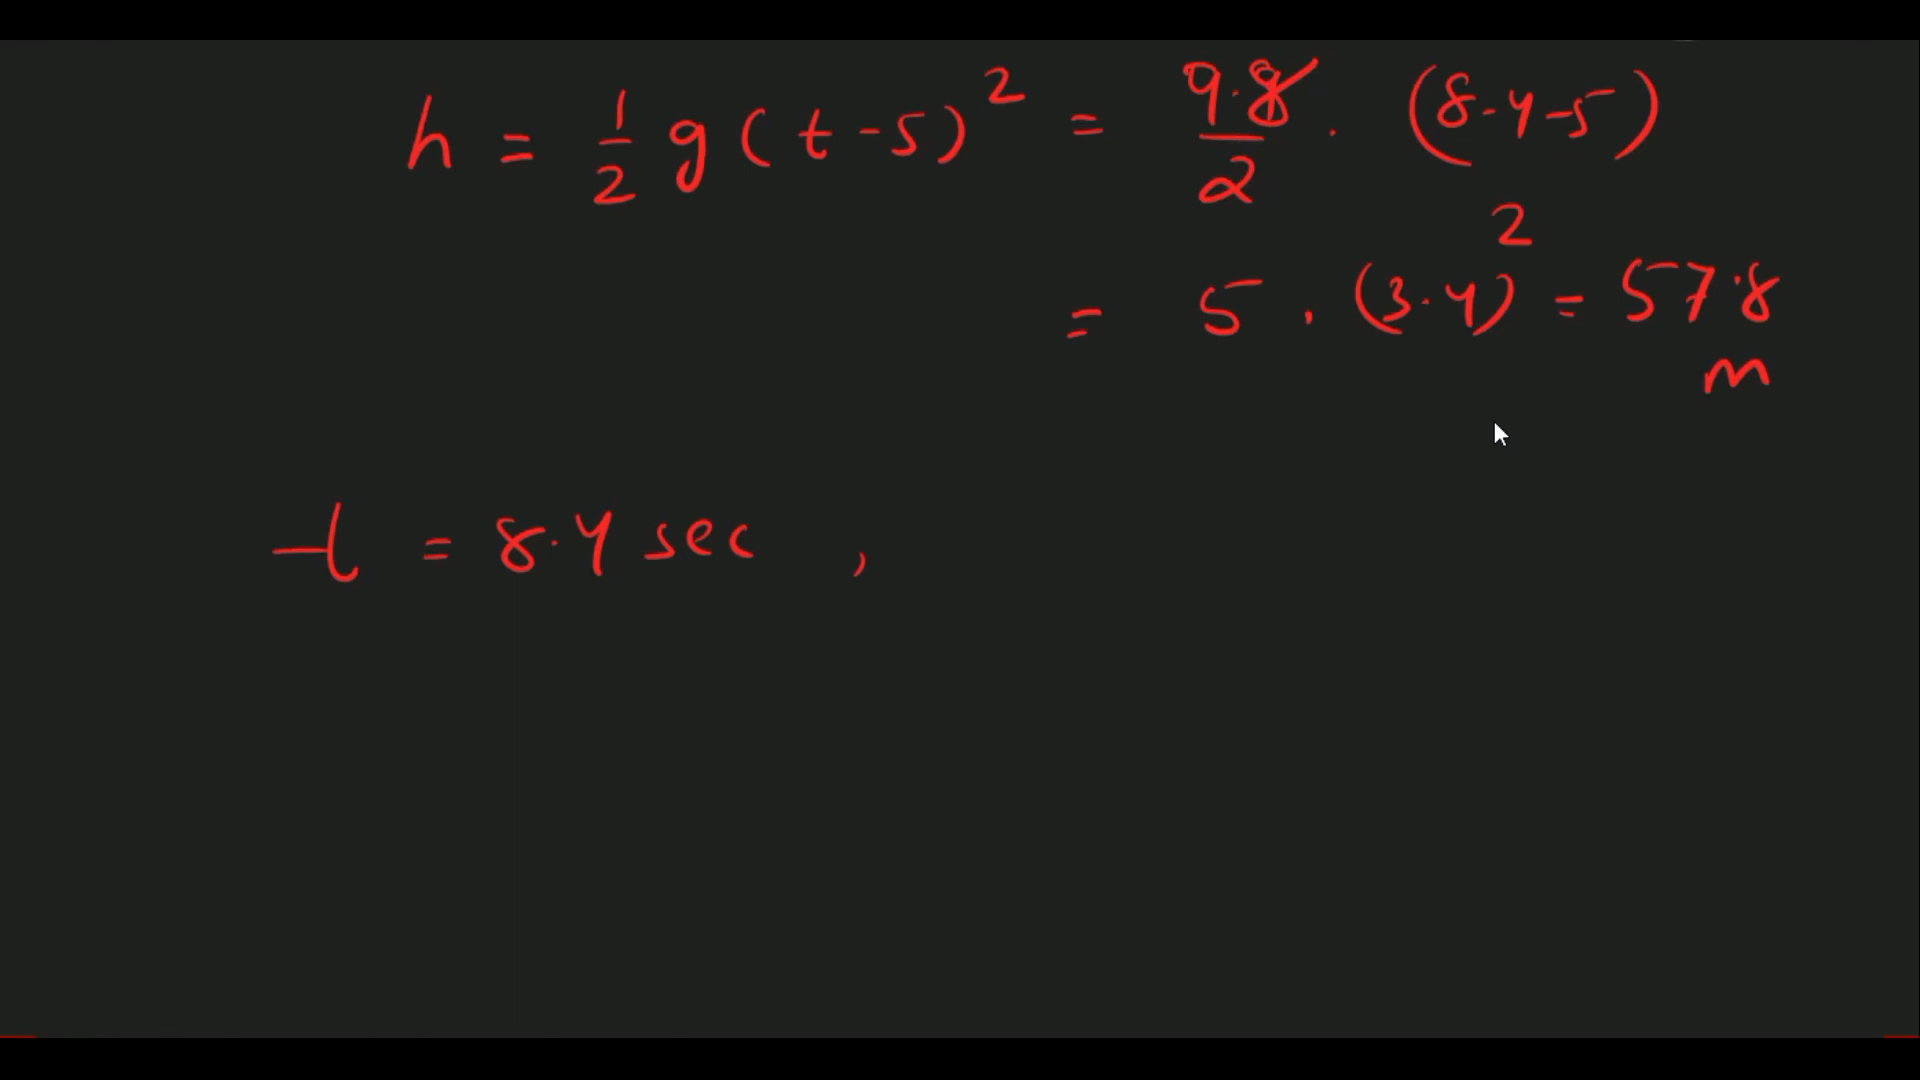 h = 1/2 g(t-5)² = 9.8/2 . (8.4-5)²
= 5 . (3.4)² = 57.8 m
t = 8.4 sec ,